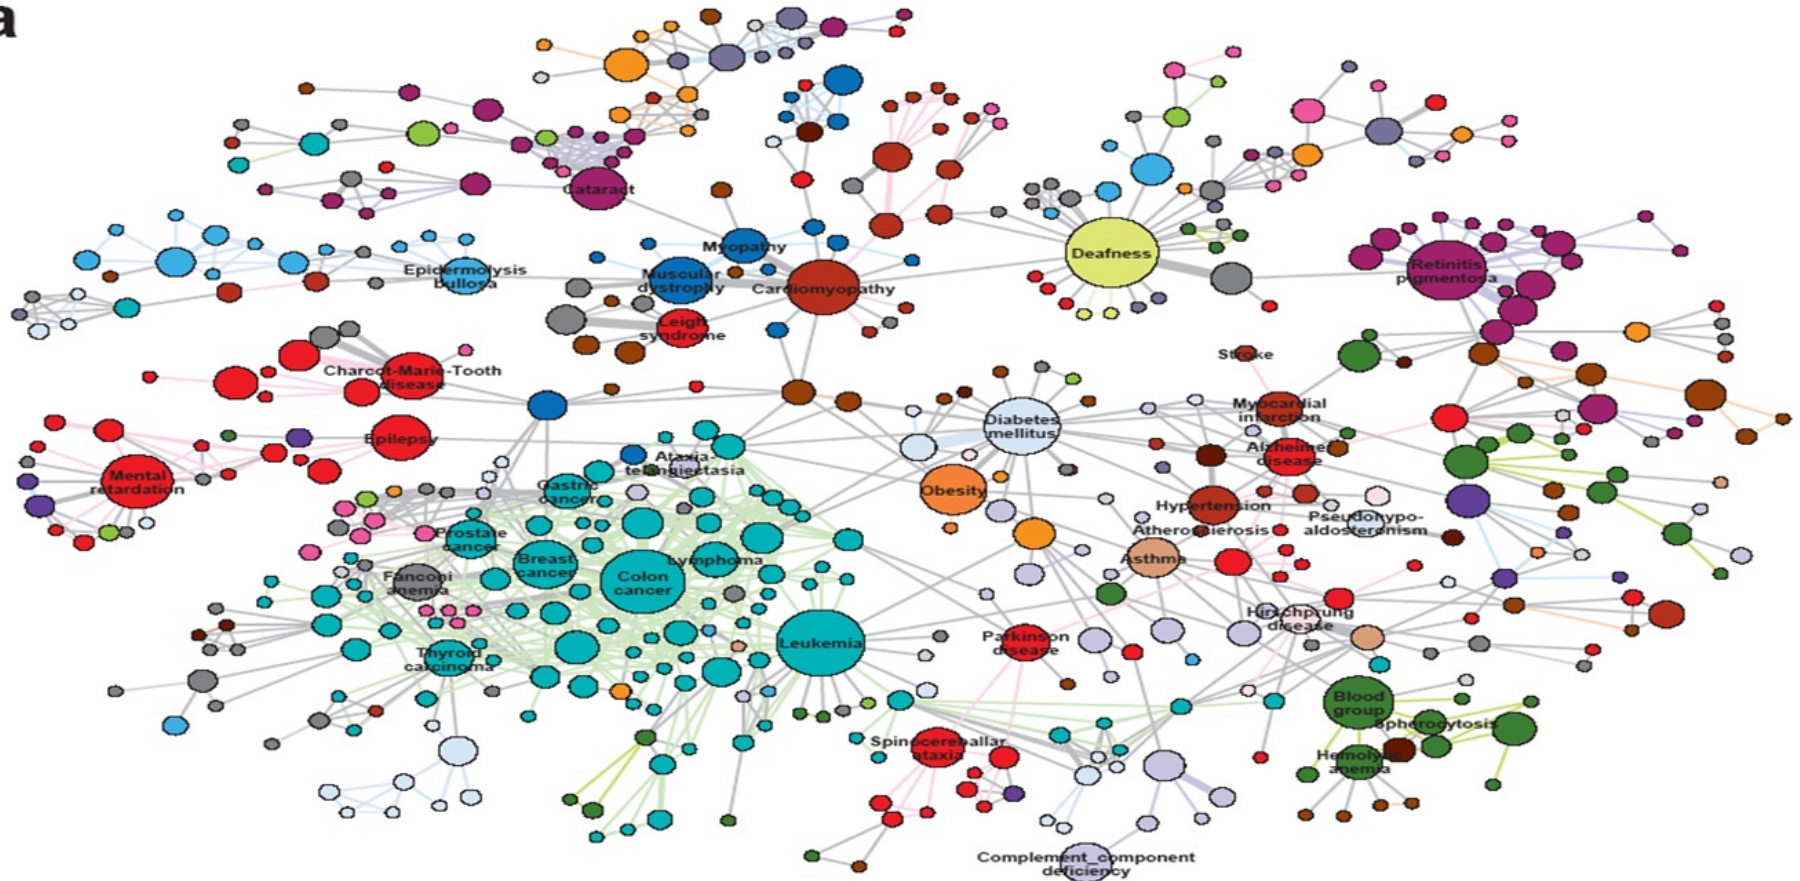 a
Cataract
Myopathy
Deafness
Epidermolysis
bullosa
Muscular
dystrophy
Cardiomyopathy
Retinitis
pigmentosa
Leigh
syndrome
Charcot-Marie-Tooth
disease
Stroke
Myocardial
infarction
Diabetes
mellitus
Epilepsy
Alzheimer
disease
Ataxia-
telangiectasia
Mental
retardation
Gastric
cancer
Obesity
Hypertension
Pseudohypo-
aldosteronism
Atherosclerosis
Prostate
cancer
Breast
cancer
Lymphoma
Asthma
Colon
cancer
Fanconi
anemia
Hirschprung
disease
Leukemia
Parkinson
disease
Thyroid
carcinoma
Blood
group
Spherocytosis
Spinocereballar
ataxia
Hemolytic
anemia
Complement_component
deficiency